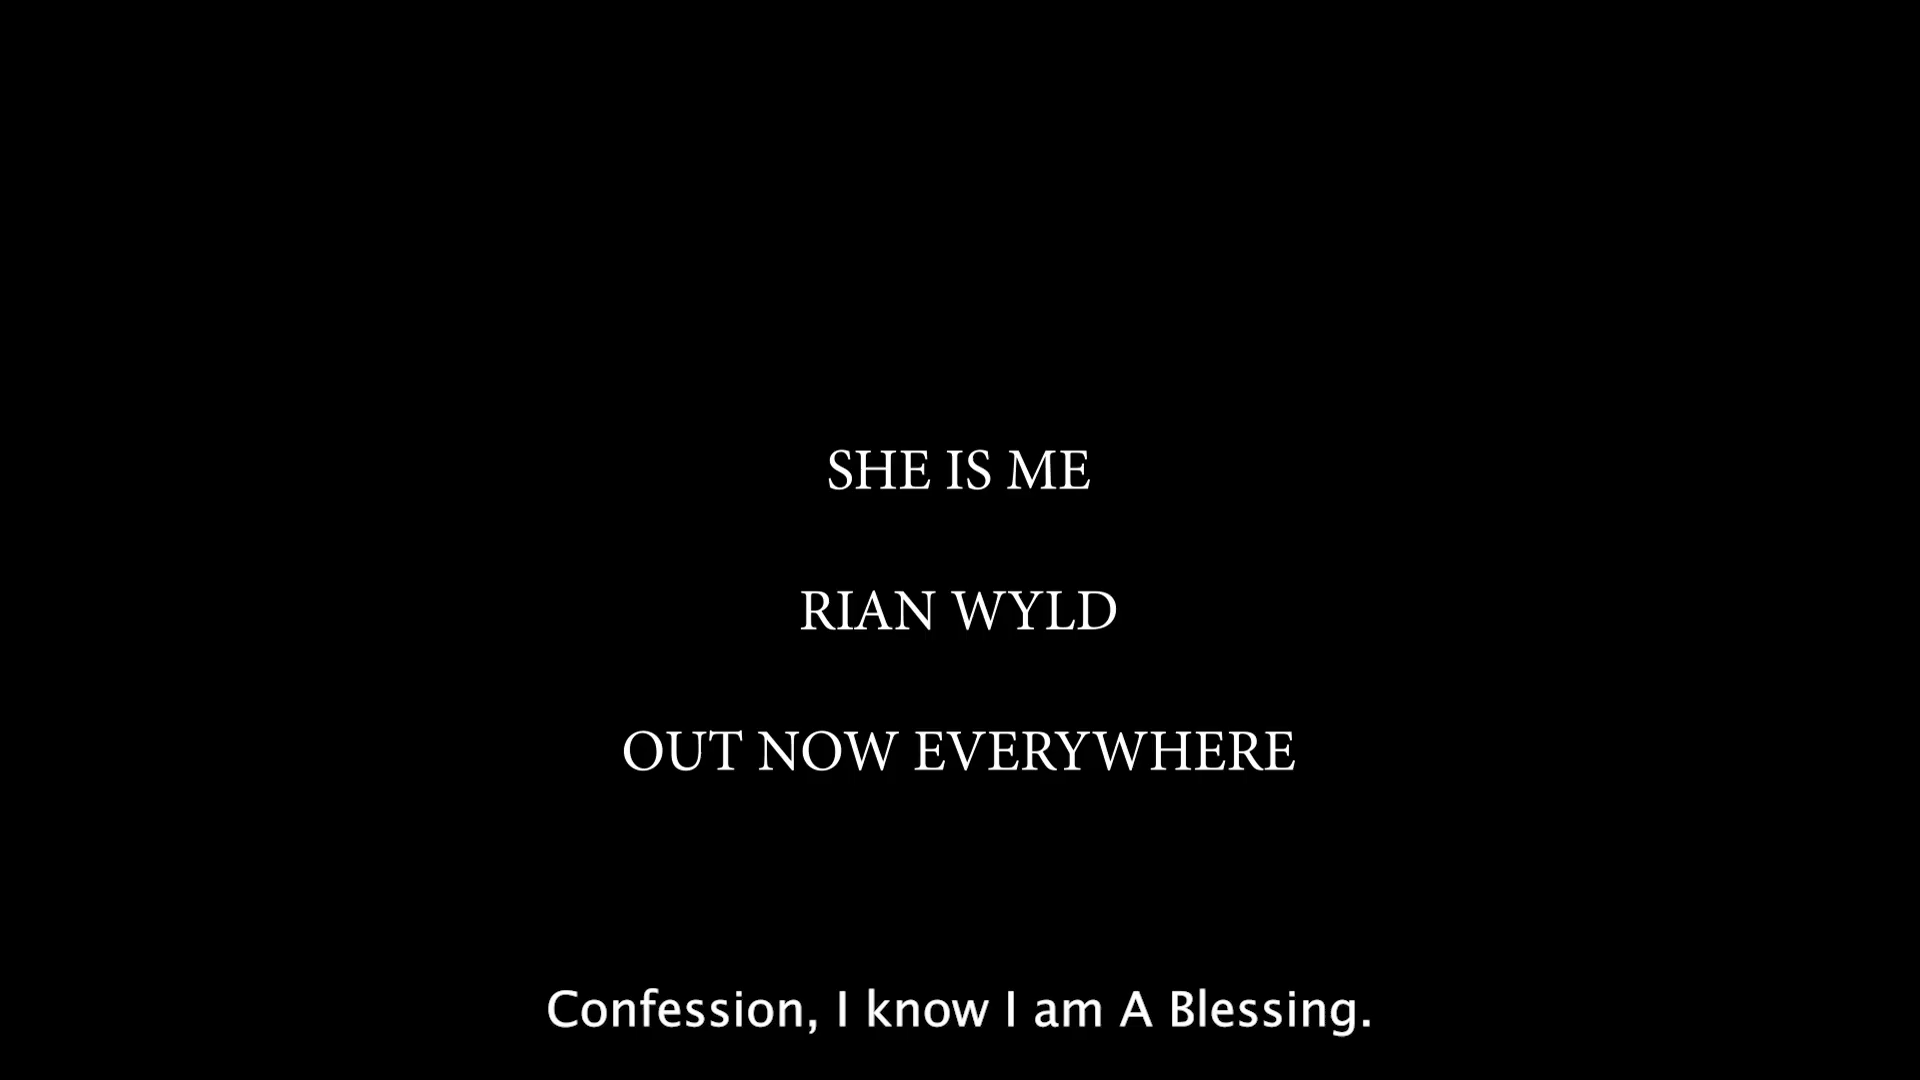 SHE IS ME
RIAN WYLD
OUT NOW EVERYWHERE
Confession, I know I am A Blessing.